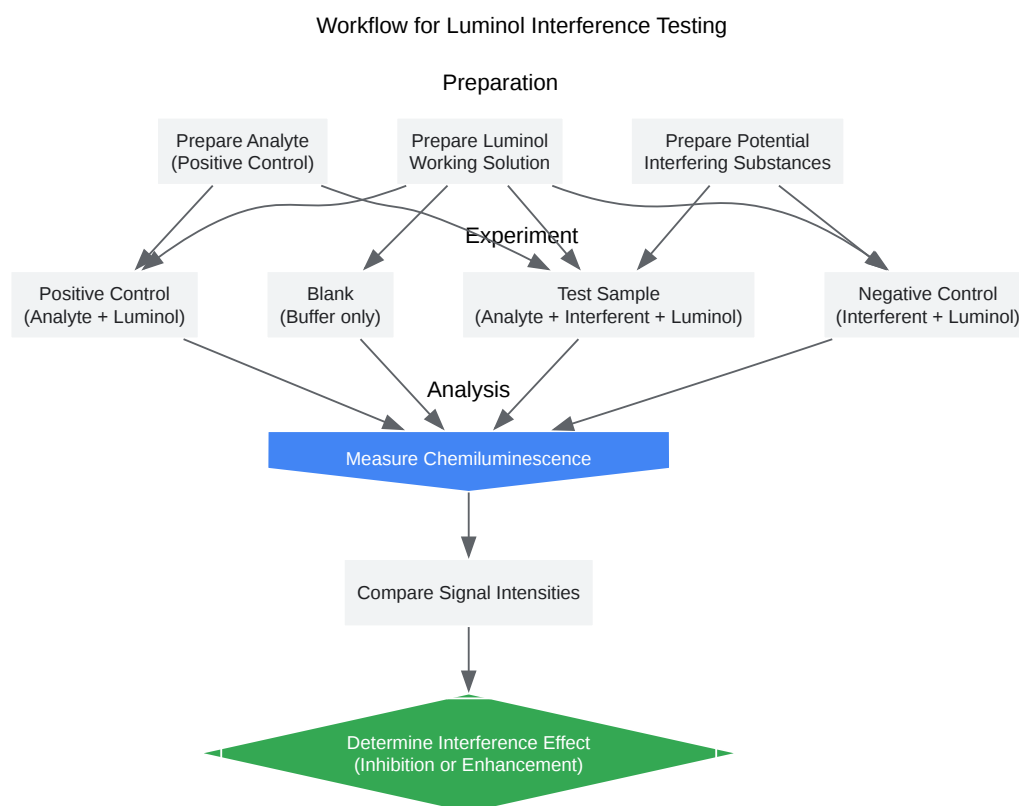 Workflow for Luminol Interference Testing
Preparation
Prepare Analyte
(Positive Control)
Prepare Luminol
Working Solution
Prepare Potential
Interfering Substances
Experiment
Positive Control
(Analyte + Luminol)
Blank
(Buffer only)
Test Sample
(Analyte + Interferent + Luminol)
Negative Control
(Interferent + Luminol)
Analysis
Measure Chemiluminescence
Compare Signal Intensities
Determine Interference Effect
(Inhibition or Enhancement)